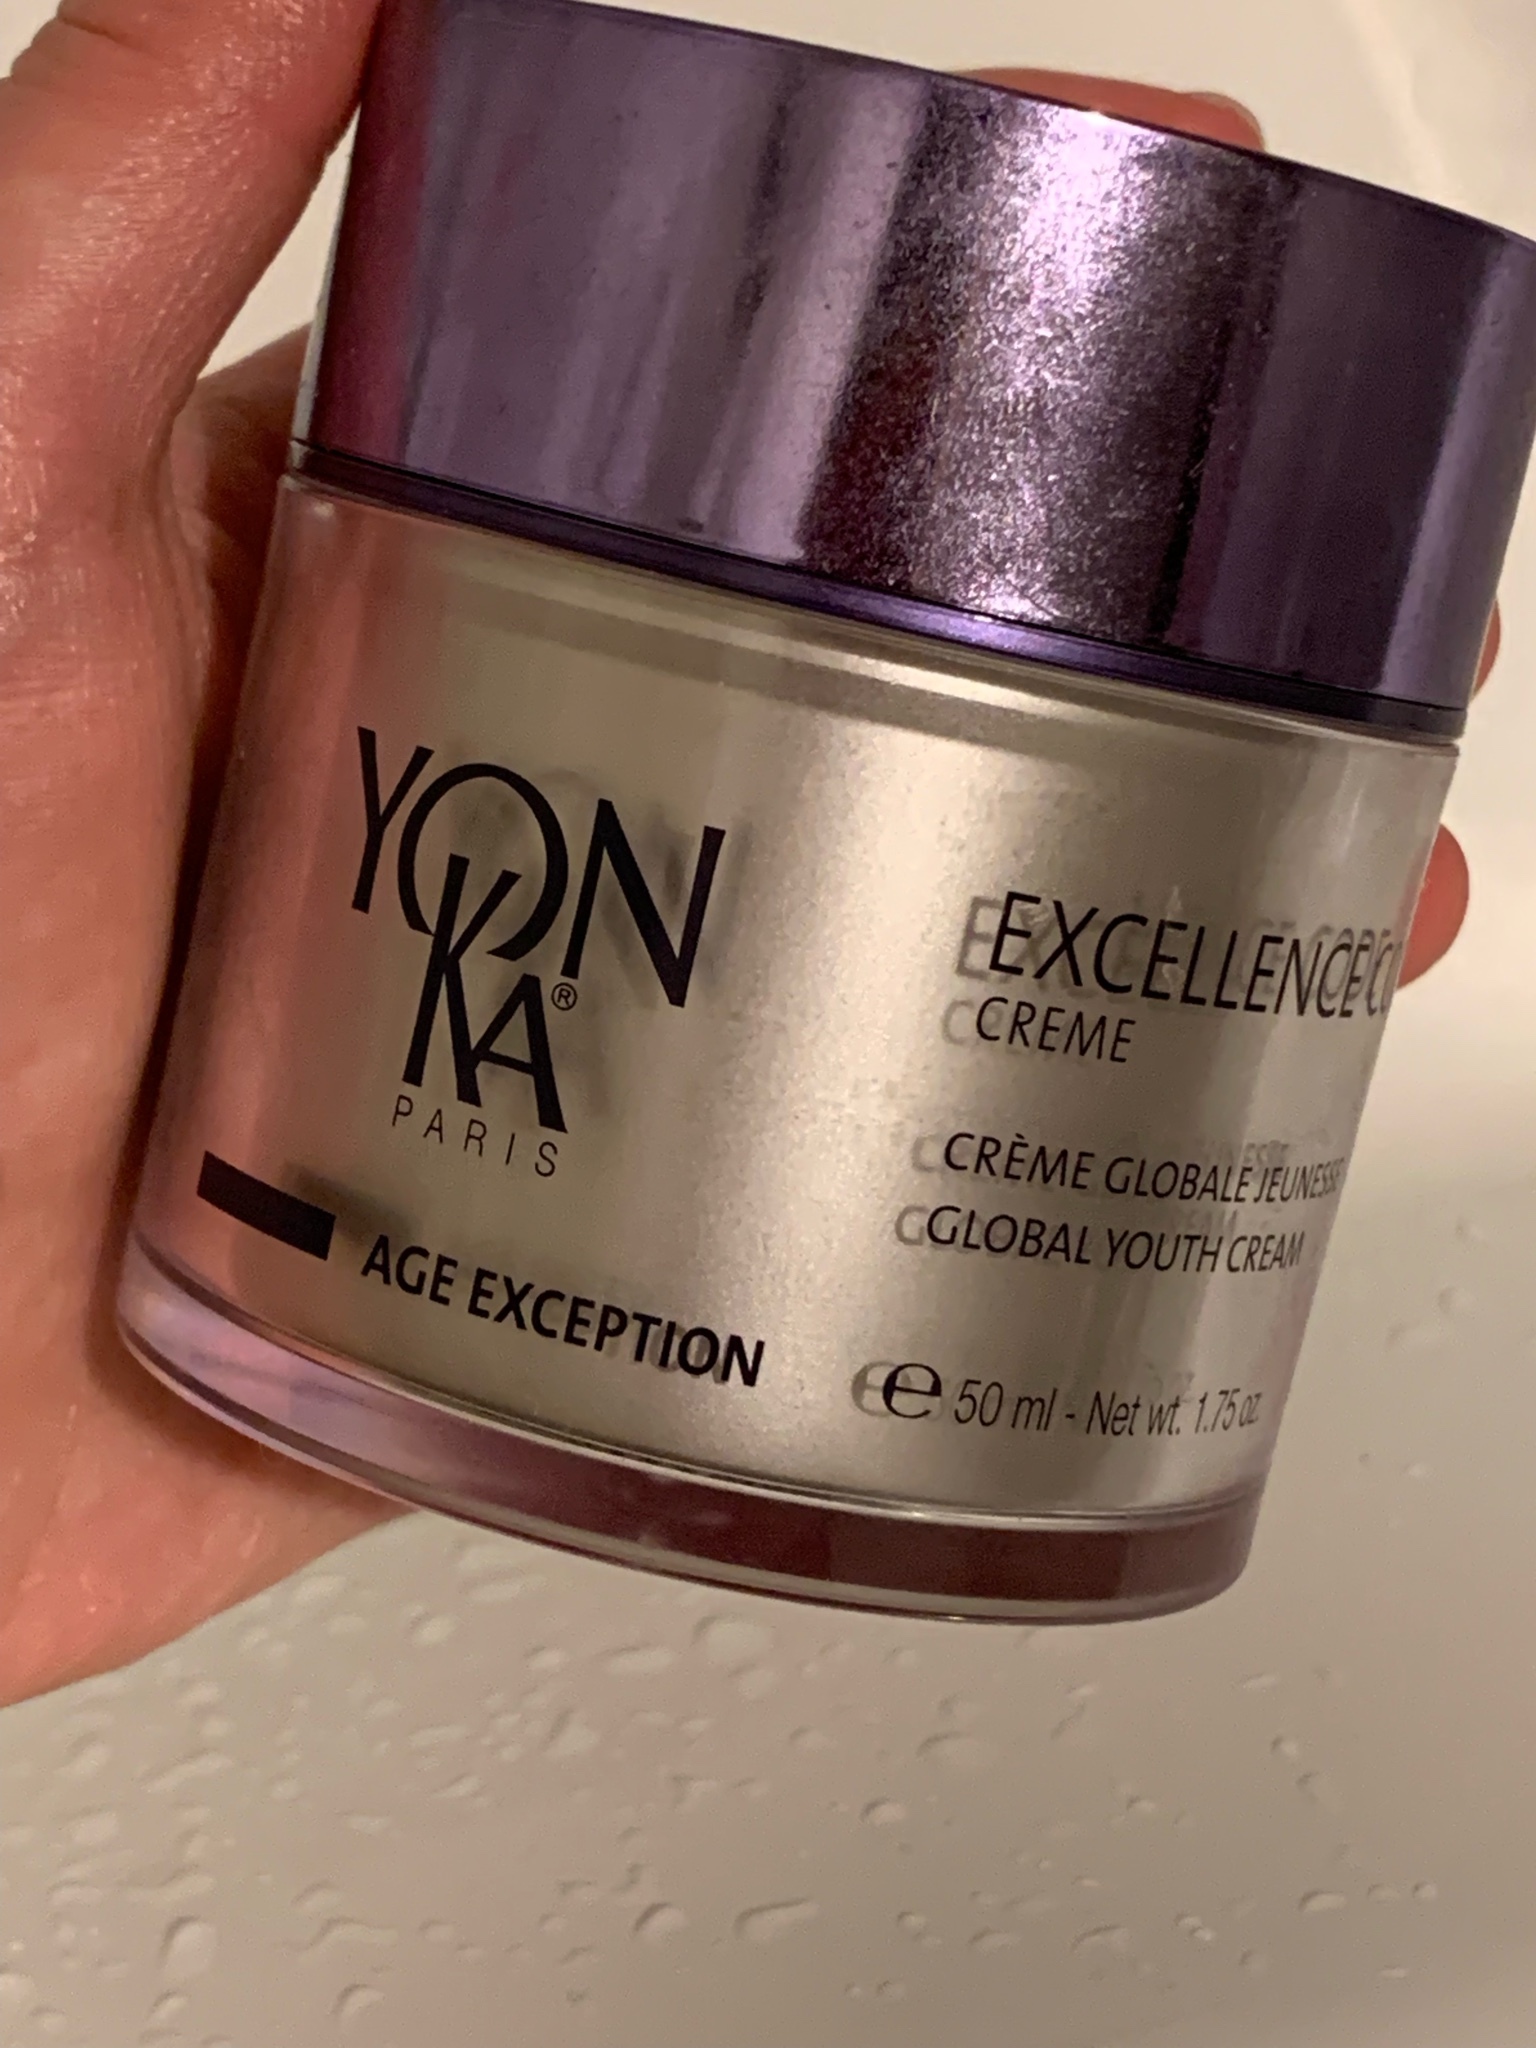 YON
KA®
PARIS
AGE EXCEPTION
EXCELLENCE
CREME
CRÈME GLOBALE JEUNESSE
GLOBAL YOUTH CREAM
e 50 ml - Net wt. 1.75 oz.